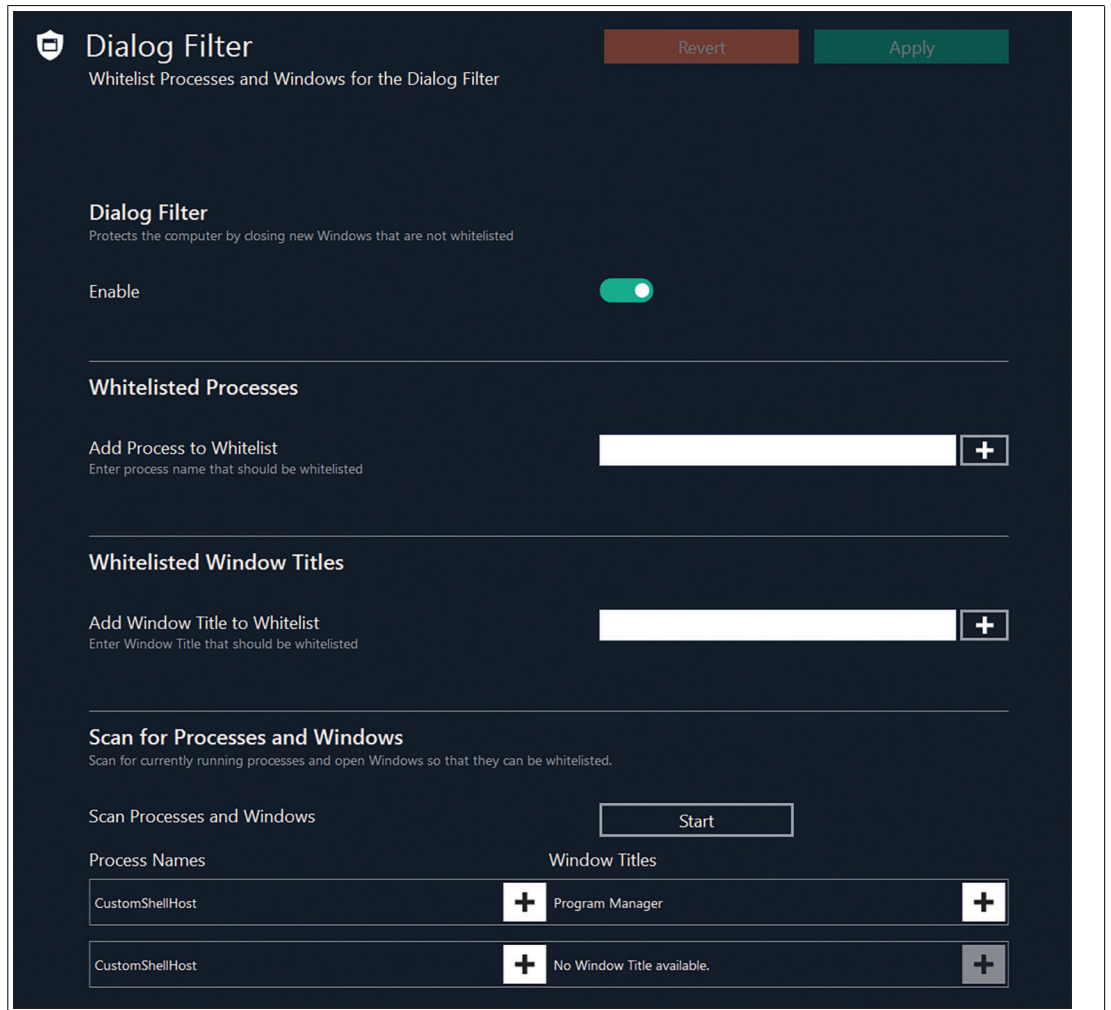 Dialog Filter
Revert
Apply
Whitelist Processes and Windows for the Dialog Filter
Dialog Filter
Protects the computer by closing new Windows that are not whitelisted
Enable
Whitelisted Processes
Add Process to Whitelist
Enter process name that should be whitelisted
Whitelisted Window Titles
Add Window Title to Whitelist
Enter Window Title that should be whitelisted
Scan for Processes and Windows
Scan for currently running processes and open Windows so that they can be whitelisted.
Scan Processes and Windows
Start
Process Names
Window Titles
CustomShellHost
Program Manager
CustomShellHost
No Window Title available.